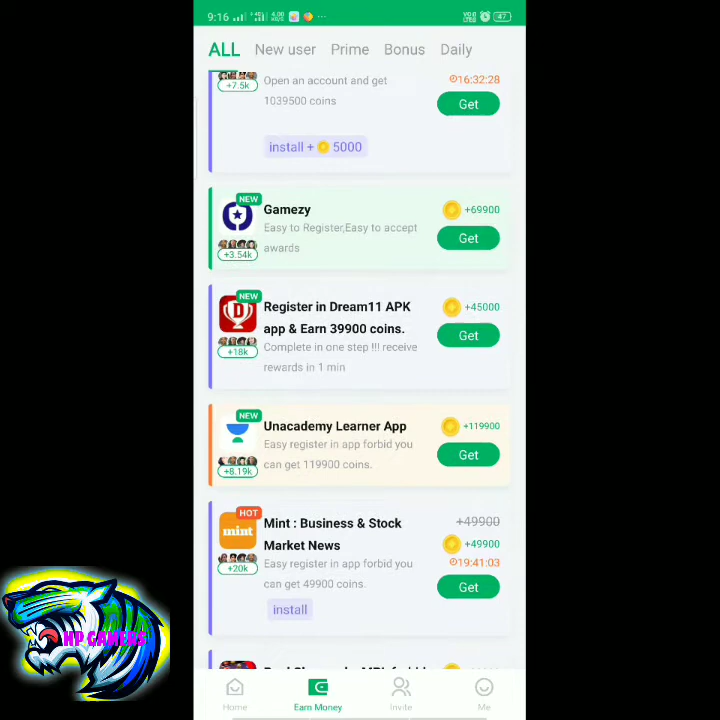 9:16
ALL New user Prime Bonus Daily
+7.5k
Open an account and get
1039500 coins
16:32:28
Get
install + 5000
NEW
Gamezy
+69900
Easy to Register,Easy to accept
awards
Get
+3.54k
NEW
Register in Dream11 APK
app & Earn 39900 coins.
+45000
Get
Complete in one step !!! receive
rewards in 1 min
+18k
NEW
Unacademy Learner App
+119900
Easy register in app forbid you
can get 119900 coins.
Get
+8.19k
HOT
mint
Mint : Business & Stock
Market News
+49900
+49900
19:41:03
Easy register in app forbid you
can get 49900 coins.
Get
+20k
install
HP GAMERS
Home Earn Money Invite Me